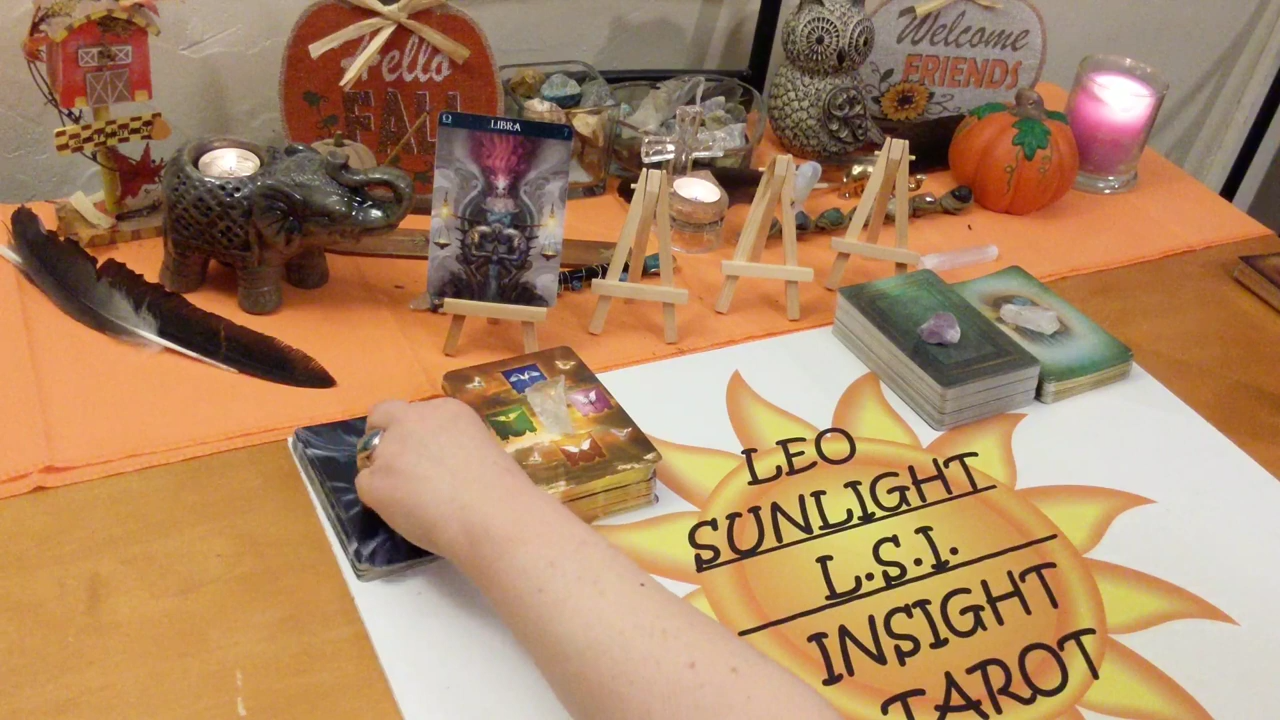 Hello
FALL
Welcome
FRIENDS
LIBRA
LEO
SUNLIGHT
L.S.I.
INSIGHT
TAROT